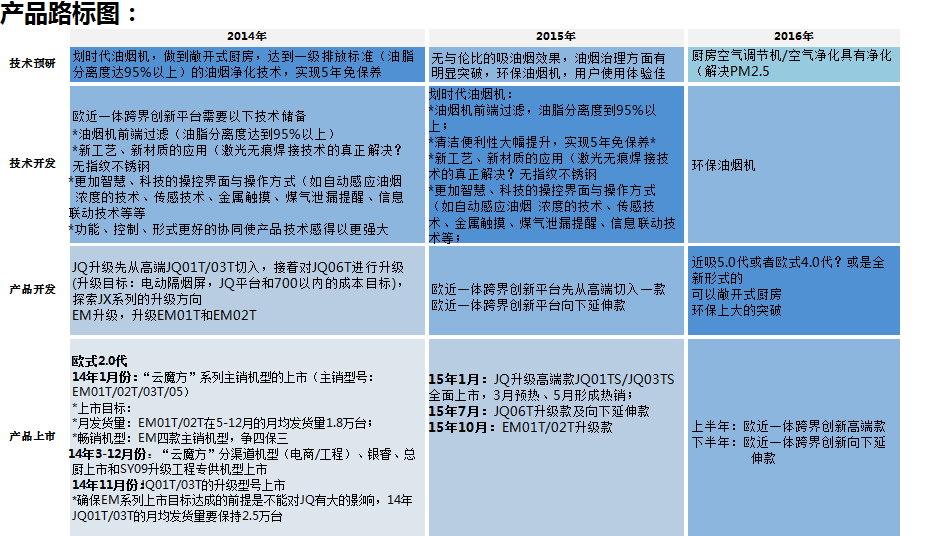 产品路标图：
2014年
2015年
2016年
技术预研
划时代油烟机，做到敞开式厨房，达到一级排放标准（油脂
分离度达95%以上）的油烟净化技术，实现5年免保养
无与伦比的吸油烟效果，油烟治理方面有
明显突破，环保油烟机，用户使用体验佳
厨房空气调节机/空气净化具有净化
（解决PM2.5
技术开发
欧近一体跨界创新平台需要以下技术储备
*油烟机前端过滤（油脂分离度达到95%以上）
*新工艺、新材质的应用（激光无痕焊接技术的真正解决？
无指纹不锈钢
*更加智慧、科技的操控界面与操作方式（如自动感应油烟
浓度的技术、传感技术、金属触摸、煤气泄漏提醒、信息
联动技术等等
*功能、控制、形式更好的协同使产品技术感得以更强大
划时代油烟机：
*油烟机前端过滤，油脂分离度到95%以
上；
*清洁便利性大幅提升，实现5年免保养*
*新工艺、新材质的应用（激光无痕焊接技
术的真正解决？无指纹不锈钢
*更加智慧、科技的操控界面与操作方式
（如自动感应油烟 浓度的技术、传感技
术、金属触摸、煤气泄漏提醒、信息联动技
术等；
环保油烟机
产品开发
JQ升级先从高端JQ01T/03T切入，接着对JQ06T进行升级
(升级目标：电动隔烟屏，JQ平台和700以内的成本目标)，
探索JX系列的升级方向
EM升级，升级EM01T和EM02T
欧近一体跨界创新平台先从高端切入一款
欧近一体跨界创新平台向下延伸款
近吸5.0代或者欧式4.0代？或是全
新形式的
可以敞开式厨房
环保上大的突破
产品上市
欧式2.0代
14年1月份：“云魔方”系列主销机型的上市（主销型号：
EM01T/02T/03T/05）
*上市目标：
*月发货量：EM01T/02T在5-12月的月均发货量1.8万台；
*畅销机型：EM四款主销机型，争四保三
14年3-12月份：“云魔方”分渠道机型（电商/工程）、银睿、总
厨上市和SY09升级工程专供机型上市
14年11月份:JQ01T/03T的升级型号上市
*确保EM系列上市目标达成的前提是不能对JQ有大的影响，14年
JQ01T/03T的月均发货量要保持2.5万台
15年1月：JQ升级高端款JQ01TS/JQ03TS
全面上市，3月预热、5月形成热销；
15年7月：JQ06T升级款及向下延伸款
15年10月：EM01T/02T升级款
上半年：欧近一体跨界创新高端款
下半年：欧近一体跨界创新向下延
伸款